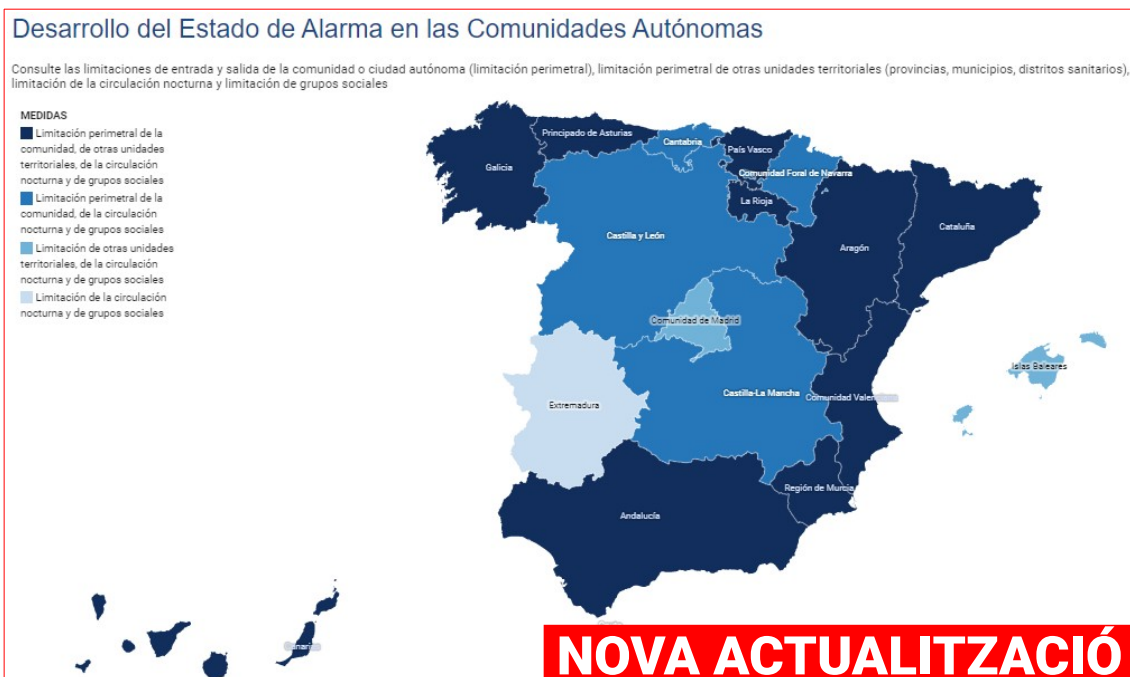 Desarrollo del Estado de Alarma en las Comunidades Autónomas
Consulte las limitaciones de entrada y salida de la comunidad o ciudad autónoma (limitación perimetral), limitación perimetral de otras unidades territoriales (provincias, municipios, distritos sanitarios),
limitación de la circulación nocturna y limitación de grupos sociales
MEDIDAS
Limitación perimetral de la
comunidad, de otras unidades
territoriales, de la circulación
nocturna y de grupos sociales
Limitación perimetral de la
comunidad, de la circulación
nocturna y de grupos sociales
Limitación de otras unidades
territoriales, de la circulación
nocturna y de grupos sociales
Limitación de la circulación
nocturna y de grupos sociales
Principado de Asturias
Cantabria
País Vasco
Galicia
Comunidad Foral de Navarra
La Rioja
Cataluña
Castilla y León
Aragón
Comunidad de Madrid
Islas Baleares
Castilla-La Mancha
Comunidad Valenciana
Extremadura
Región de Murcia
Andalucía
Canarias
NOVA ACTUALITZACIÓ